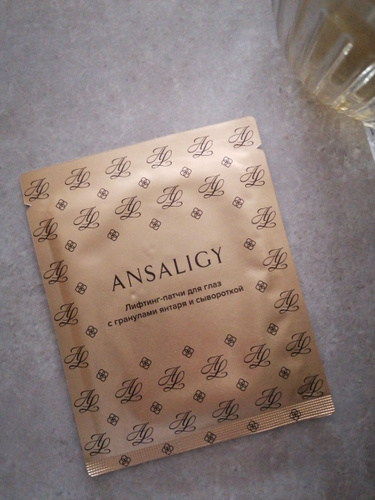 ANSALIGY
Лифтинг-патчи для глаз
с гранулами янтаря и сывороткой